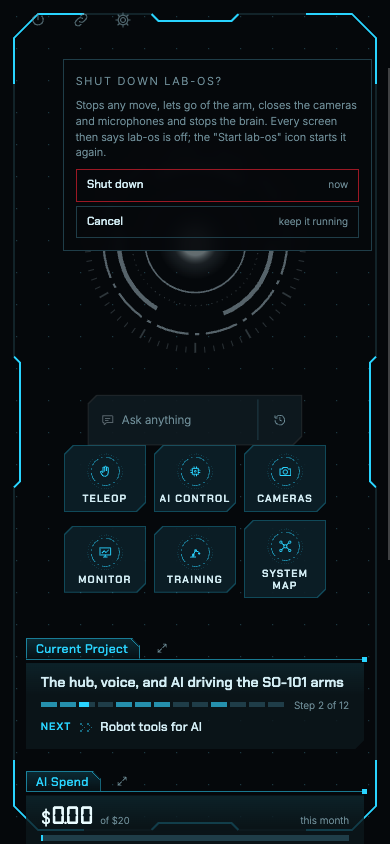 SHUT DOWN LAB-OS?
Stops any move, lets go of the arm, closes the cameras
and microphones and stops the brain. Every screen
then says lab-os is off; the "Start lab-os" icon starts it
again.
Shut down now
Cancel keep it running
Ask anything
TELEOP AI CONTROL CAMERAS
MONITOR TRAINING SYSTEM
MAP
Current Project
The hub, voice, and AI driving the SO-101 arms
Step 2 of 12
NEXT Robot tools for AI
AI Spend
$0.00 of $20 this month